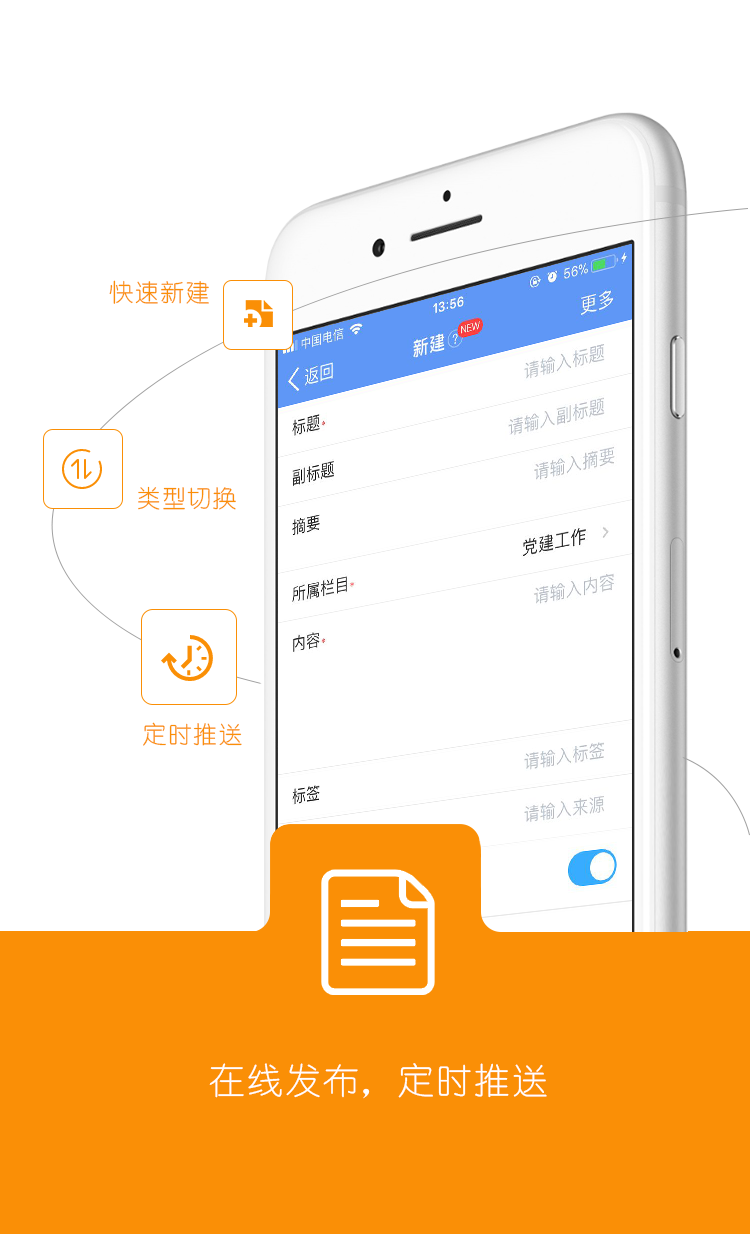 快速新建
类型切换
定时推送
中国电信
13:56
56%
返回
新建?
NEW
更多
标题*
请输入标题
副标题
请输入副标题
摘要
请输入摘要
所属栏目*
党建工作
内容*
请输入内容
标签
请输入标签
请输入来源
在线发布，定时推送